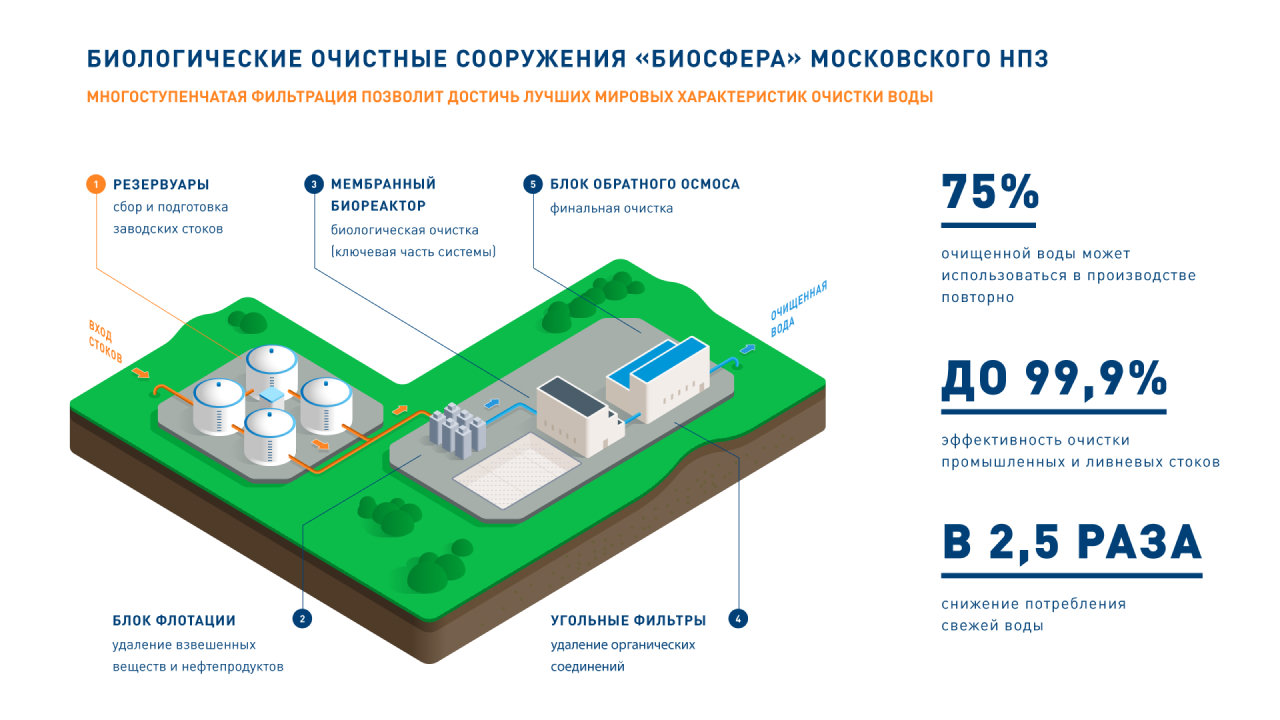 БИОЛОГИЧЕСКИЕ ОЧИСТНЫЕ СООРУЖЕНИЯ «БИОСФЕРА» МОСКОВСКОГО НПЗ
МНОГОСТУПЕНЧАТАЯ ФИЛЬТРАЦИЯ ПОЗВОЛИТ ДОСТИЧЬ ЛУЧШИХ МИРОВЫХ ХАРАКТЕРИСТИК ОЧИСТКИ ВОДЫ
1 РЕЗЕРВУАРЫ
сбор и подготовка
заводских стоков
3 МЕМБРАННЫЙ
БИОРЕАКТОР
биологическая очистка
(ключевая часть системы)
5 БЛОК ОБРАТНОГО ОСМОСА
финальная очистка
ВХОД
СТОКОВ
ОЧИЩЕННАЯ
ВОДА
БЛОК ФЛОТАЦИИ 2
удаление взвешенных
веществ и нефтепродуктов
УГОЛЬНЫЕ ФИЛЬТРЫ 4
удаление органических
соединений
75%
очищенной воды может
использоваться в производстве
повторно
ДО 99,9%
эффективность очистки
промышленных и ливневых стоков
В 2,5 РАЗА
снижение потребления
свежей воды